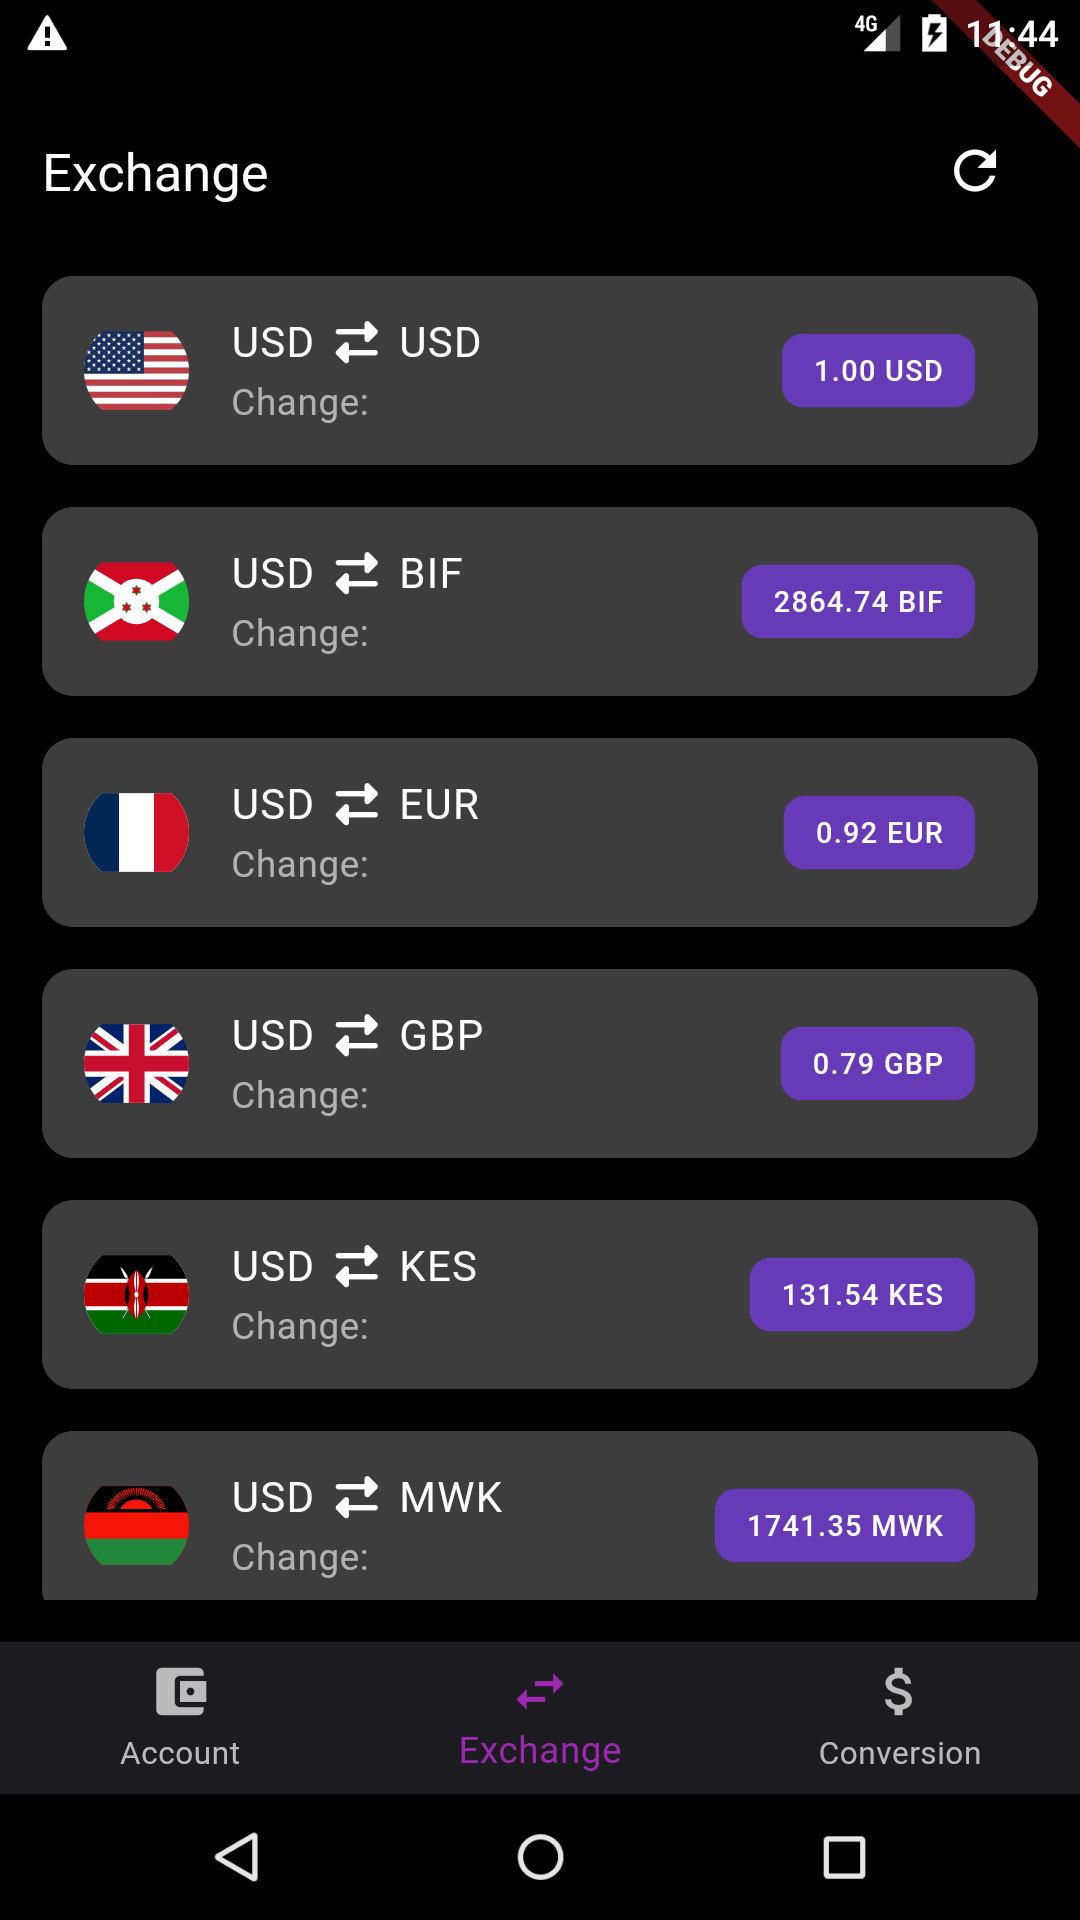 4G 11:44
DEBUG
Exchange
USD USD
Change:
1.00 USD
USD BIF
Change:
2864.74 BIF
USD EUR
Change:
0.92 EUR
USD GBP
Change:
0.79 GBP
USD KES
Change:
131.54 KES
USD MWK
Change:
1741.35 MWK
Account
Exchange
Conversion